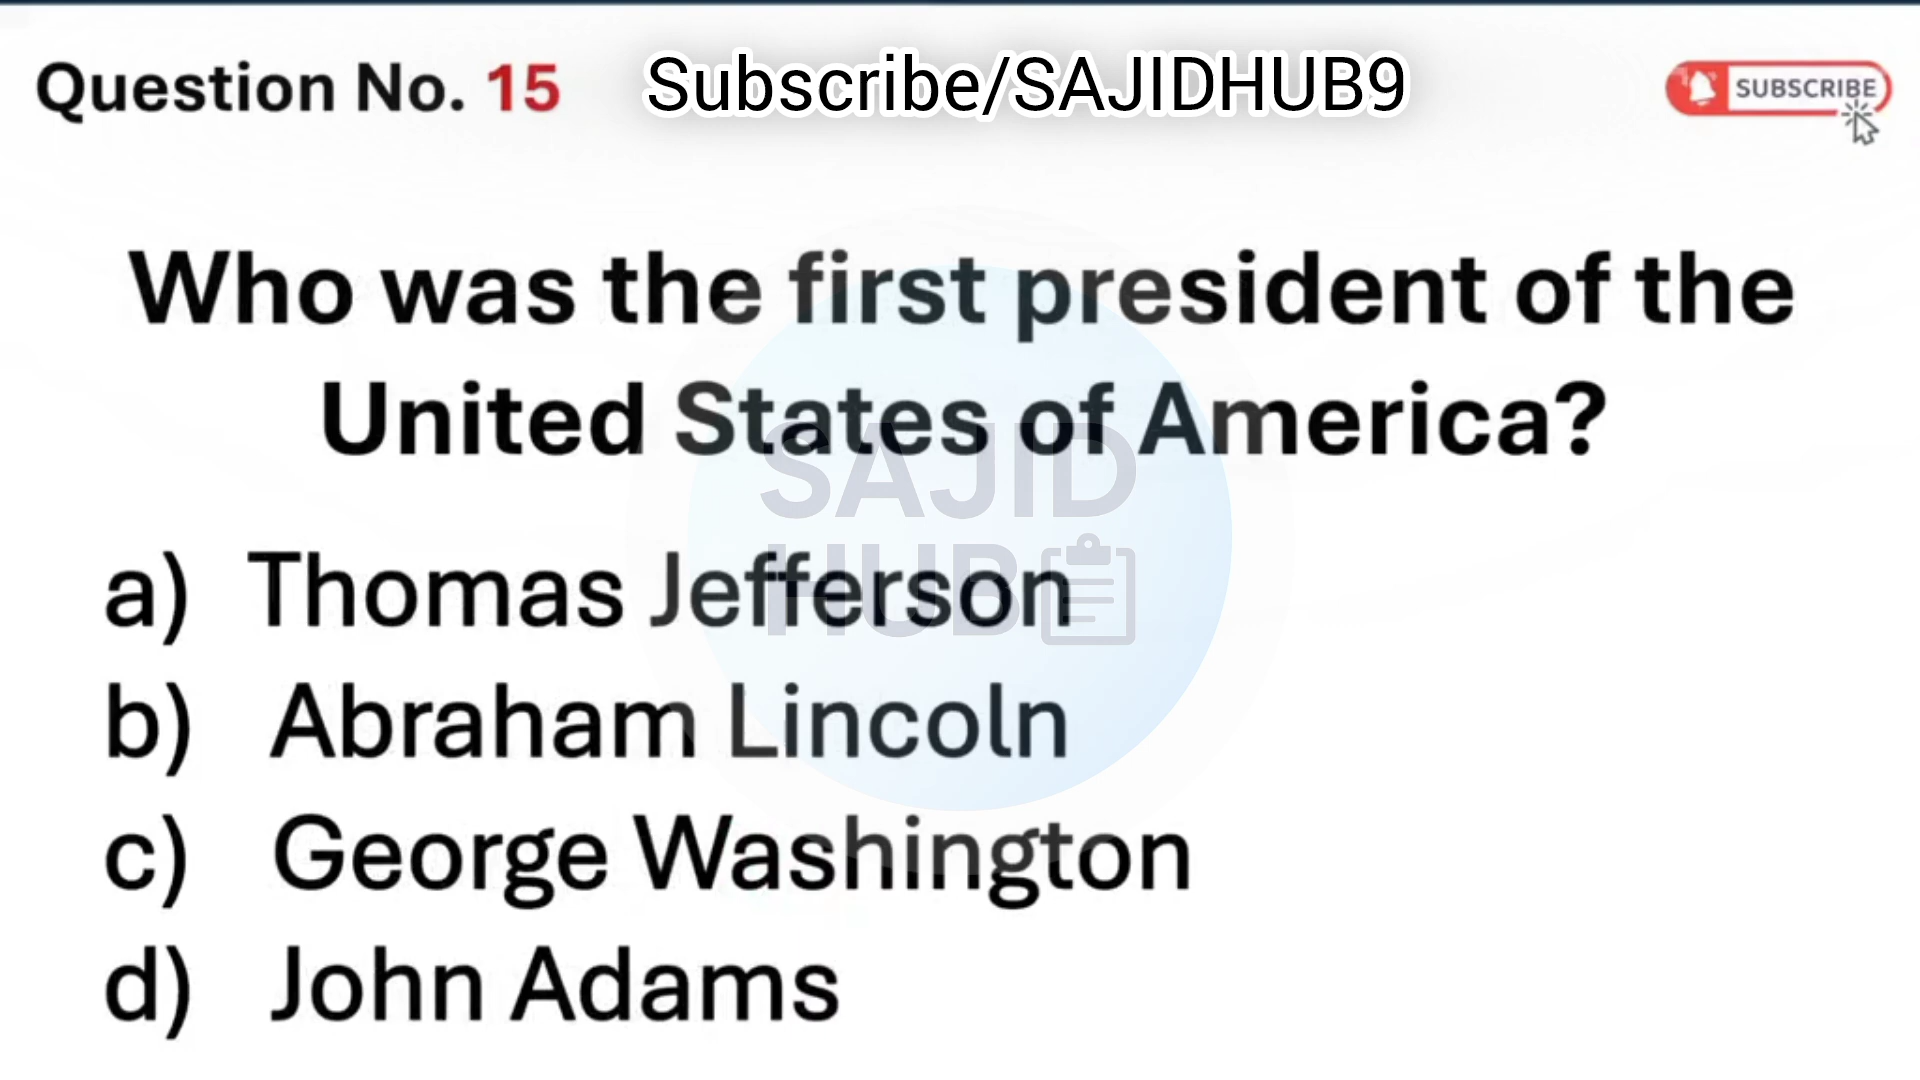 Question No. 15 Subscribe/SAJIDHUB9 SUBSCRIBE
Who was the first president of the
United States of America?
SAJID
HUB
a) Thomas Jefferson
b) Abraham Lincoln
c) George Washington
d) John Adams